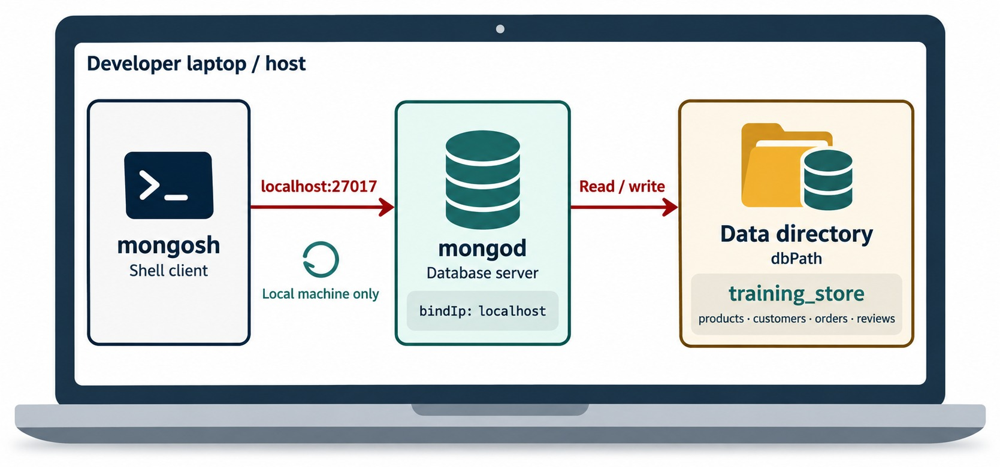 Developer laptop / host
mongosh
Shell client
localhost:27017
Local machine only
mongod
Database server
bindIp: localhost
Read / write
Data directory
dbPath
training_store
products · customers · orders · reviews